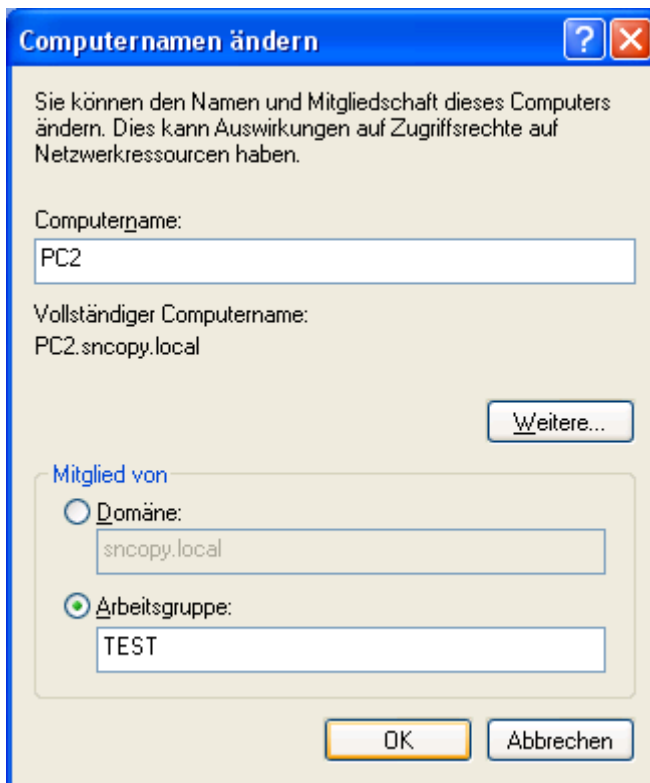 Computernamen ändern
Sie können den Namen und Mitgliedschaft dieses Computers
ändern. Dies kann Auswirkungen auf Zugriffsrechte auf
Netzwerkressourcen haben.
Computername:
PC2
Vollständiger Computername:
PC2.sncopy.local
Weitere...
Mitglied von
Domäne:
sncopy.local
Arbeitsgruppe:
TEST
OK Abbrechen